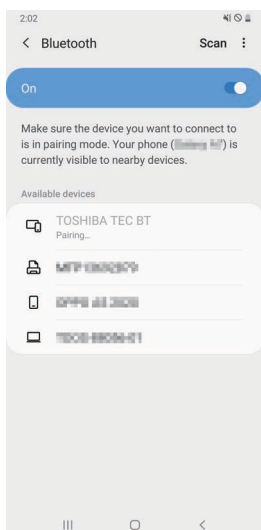 2:02
Bluetooth Scan
On
Make sure the device you want to connect to
is in pairing mode. Your phone ( ) is
currently visible to nearby devices.
Available devices
TOSHIBA TEC BT
Pairing...